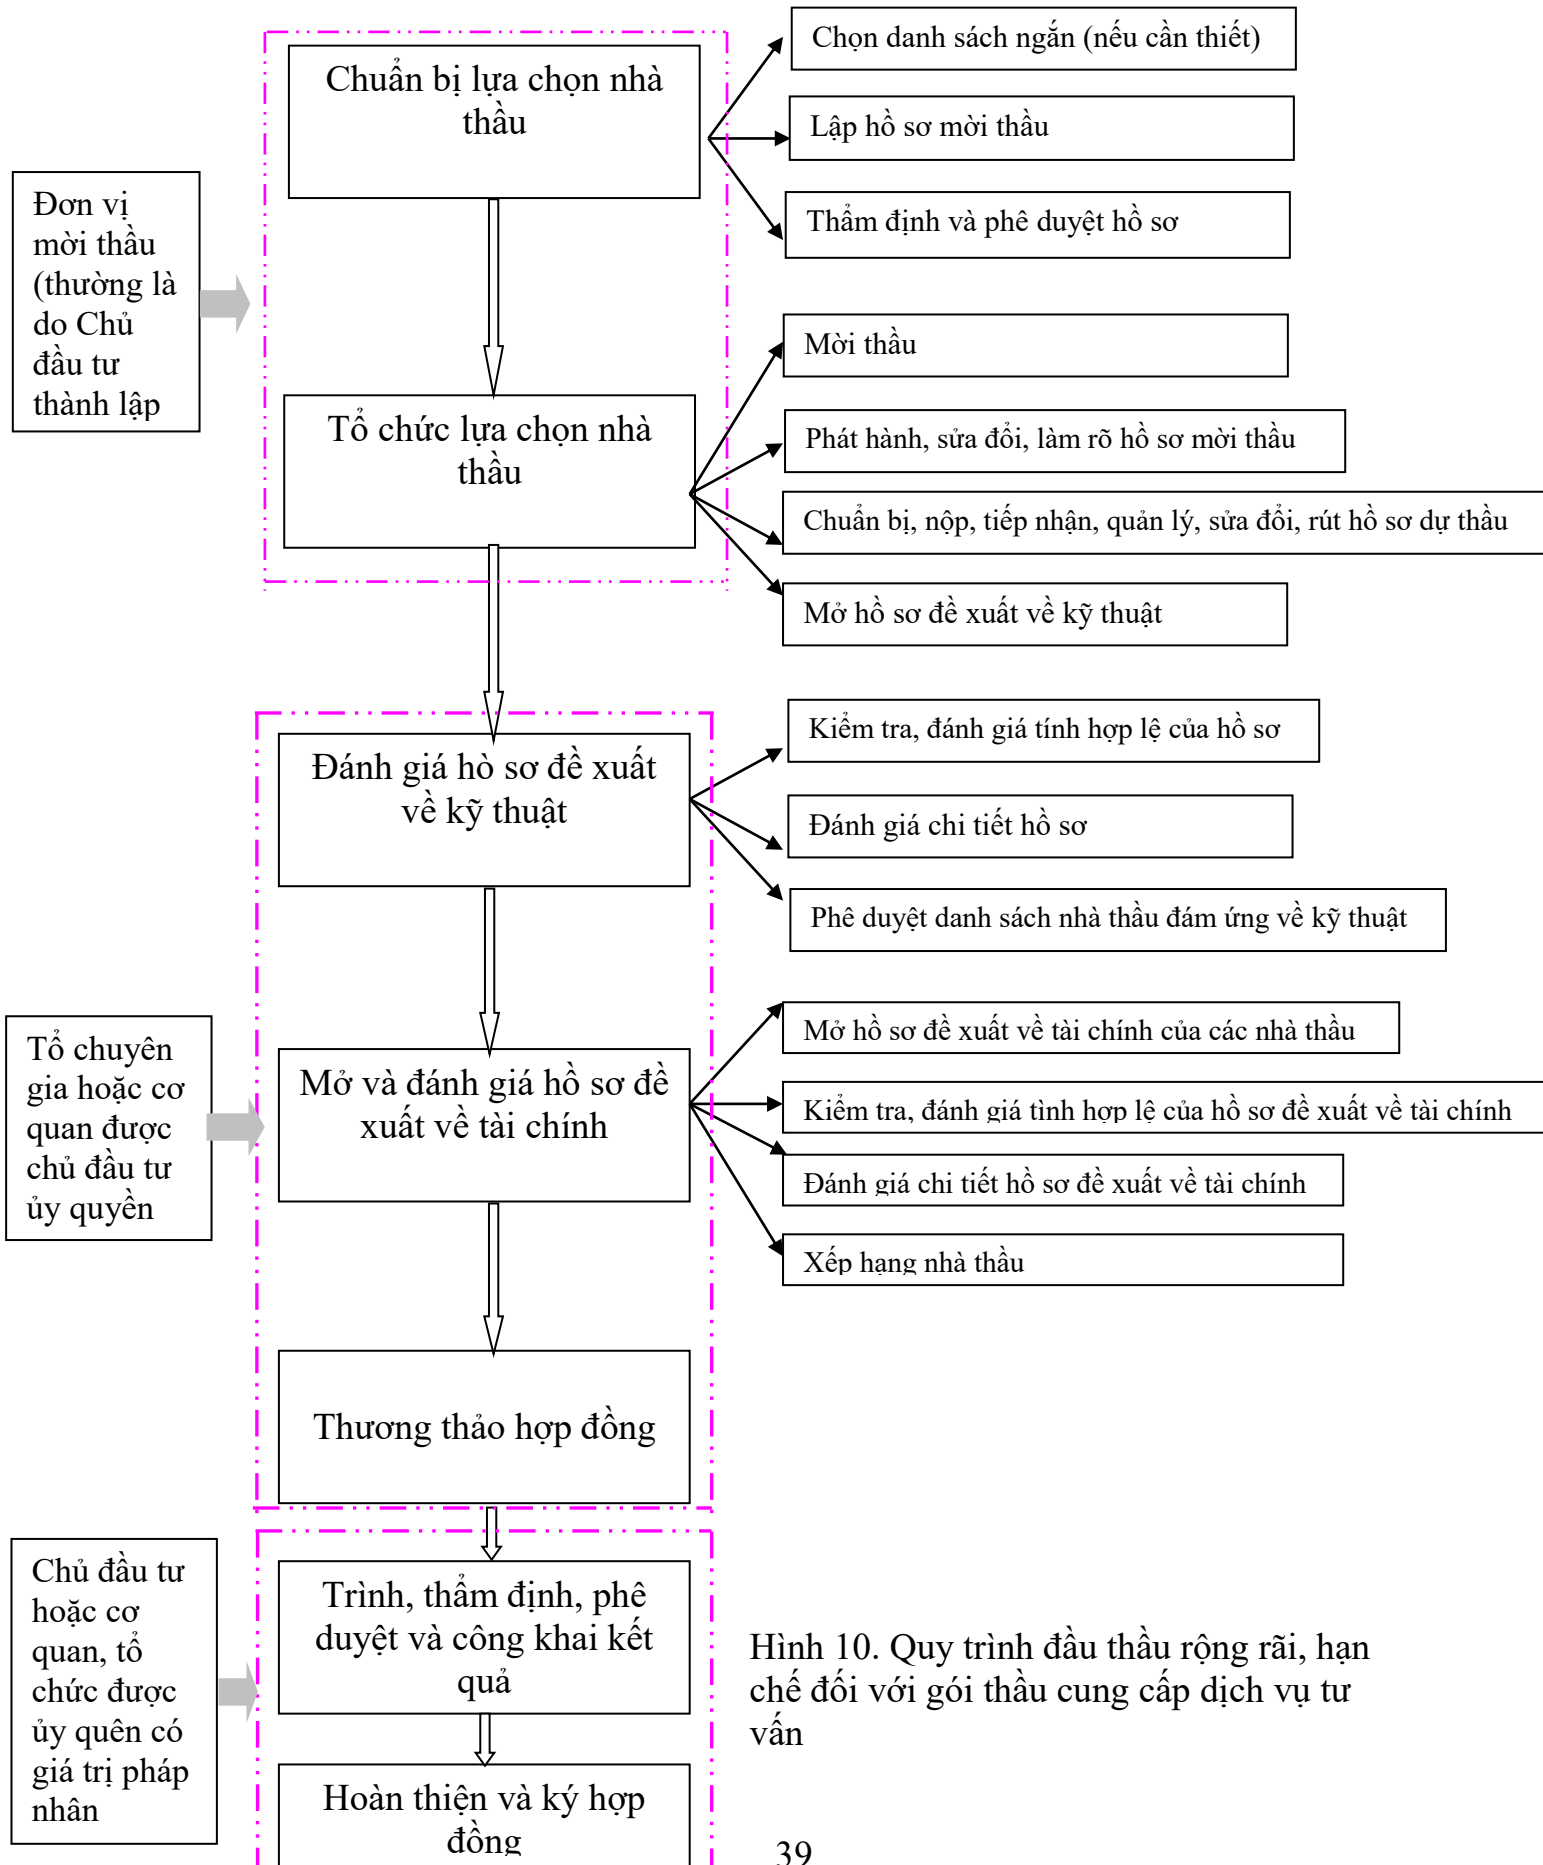 Chuẩn bị lựa chọn nhà
thầu
Chọn danh sách ngắn (nếu cần thiết)
Lập hồ sơ mời thầu
Thẩm định và phê duyệt hồ sơ
Đơn vị
mời thầu
(thường là
do Chủ
đầu tư
thành lập
Tổ chức lựa chọn nhà
thầu
Mời thầu
Phát hành, sửa đổi, làm rõ hồ sơ mời thầu
Chuẩn bị, nộp, tiếp nhận, quản lý, sửa đổi, rút hồ sơ dự thầu
Mở hồ sơ đề xuất về kỹ thuật
Đánh giá hò sơ đề xuất
về kỹ thuật
Kiểm tra, đánh giá tính hợp lệ của hồ sơ
Đánh giá chi tiết hồ sơ
Phê duyệt danh sách nhà thầu đám ứng về kỹ thuật
Tổ chuyên
gia hoặc cơ
quan được
chủ đầu tư
ủy quyền
Mở và đánh giá hồ sơ đề
xuất về tài chính
Mở hồ sơ đề xuất về tài chính của các nhà thầu
Kiểm tra, đánh giá tình hợp lệ của hồ sơ đề xuất về tài chính
Đánh giá chi tiết hồ sơ đề xuất về tài chính
Xếp hạng nhà thầu
Thương thảo hợp đồng
Chủ đầu tư
hoặc cơ
quan, tổ
chức được
ủy quên có
giá trị pháp
nhân
Trình, thẩm định, phê
duyệt và công khai kết
quả
Hoàn thiện và ký hợp
đồng
Hình 10. Quy trình đầu thầu rộng rãi, hạn
chế đối với gói thầu cung cấp dịch vụ tư
vấn
39